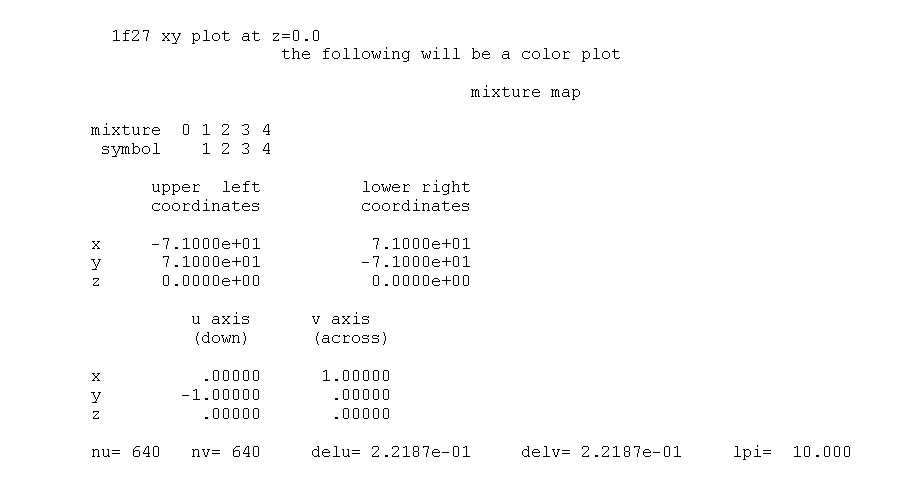 1f27 xy plot at z=0.0
the following will be a color plot
mixture map
mixture 0 1 2 3 4
symbol 1 2 3 4
upper left lower right
coordinates coordinates
x -7.1000e+01 7.1000e+01
y 7.1000e+01 -7.1000e+01
z 0.0000e+00 0.0000e+00
u axis v axis
(down) (across)
x .00000 1.00000
y -1.00000 .00000
z .00000 .00000
nu= 640 nv= 640 delu= 2.2187e-01 delv= 2.2187e-01 lpi= 10.000